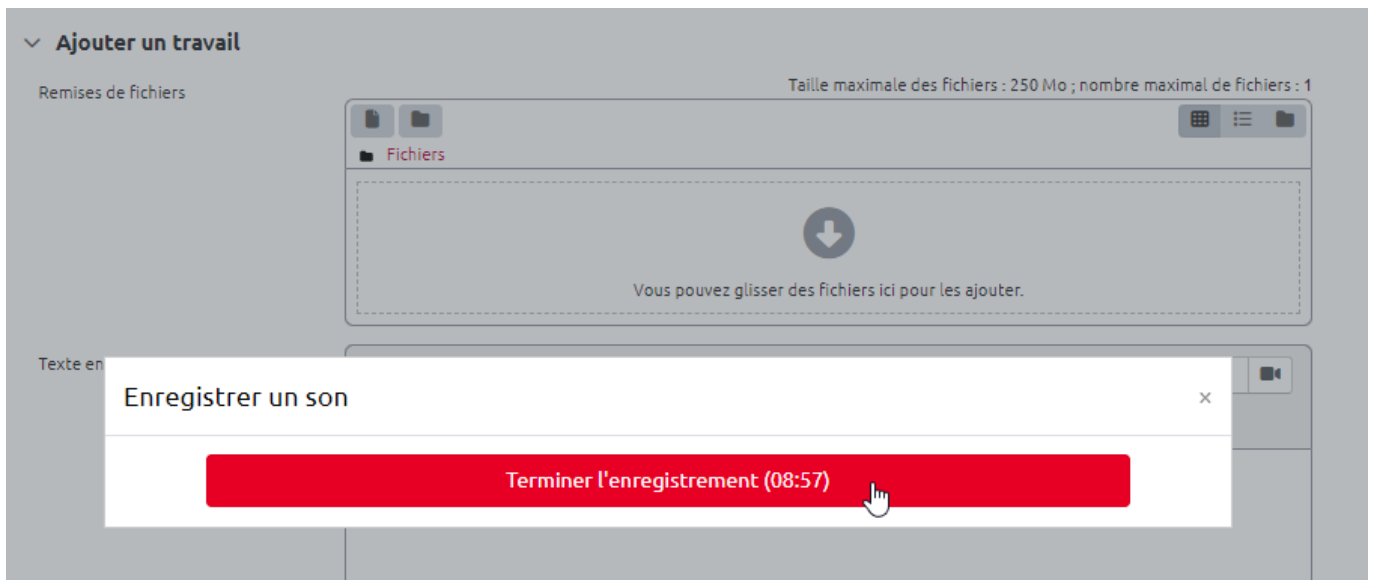 Ajouter un travail
Remises de fichiers
Taille maximale des fichiers : 250 Mo ; nombre maximal de fichiers : 1
Fichiers
Vous pouvez glisser des fichiers ici pour les ajouter.
Texte en
Enregistrer un son
×
Terminer l'enregistrement (08:57)